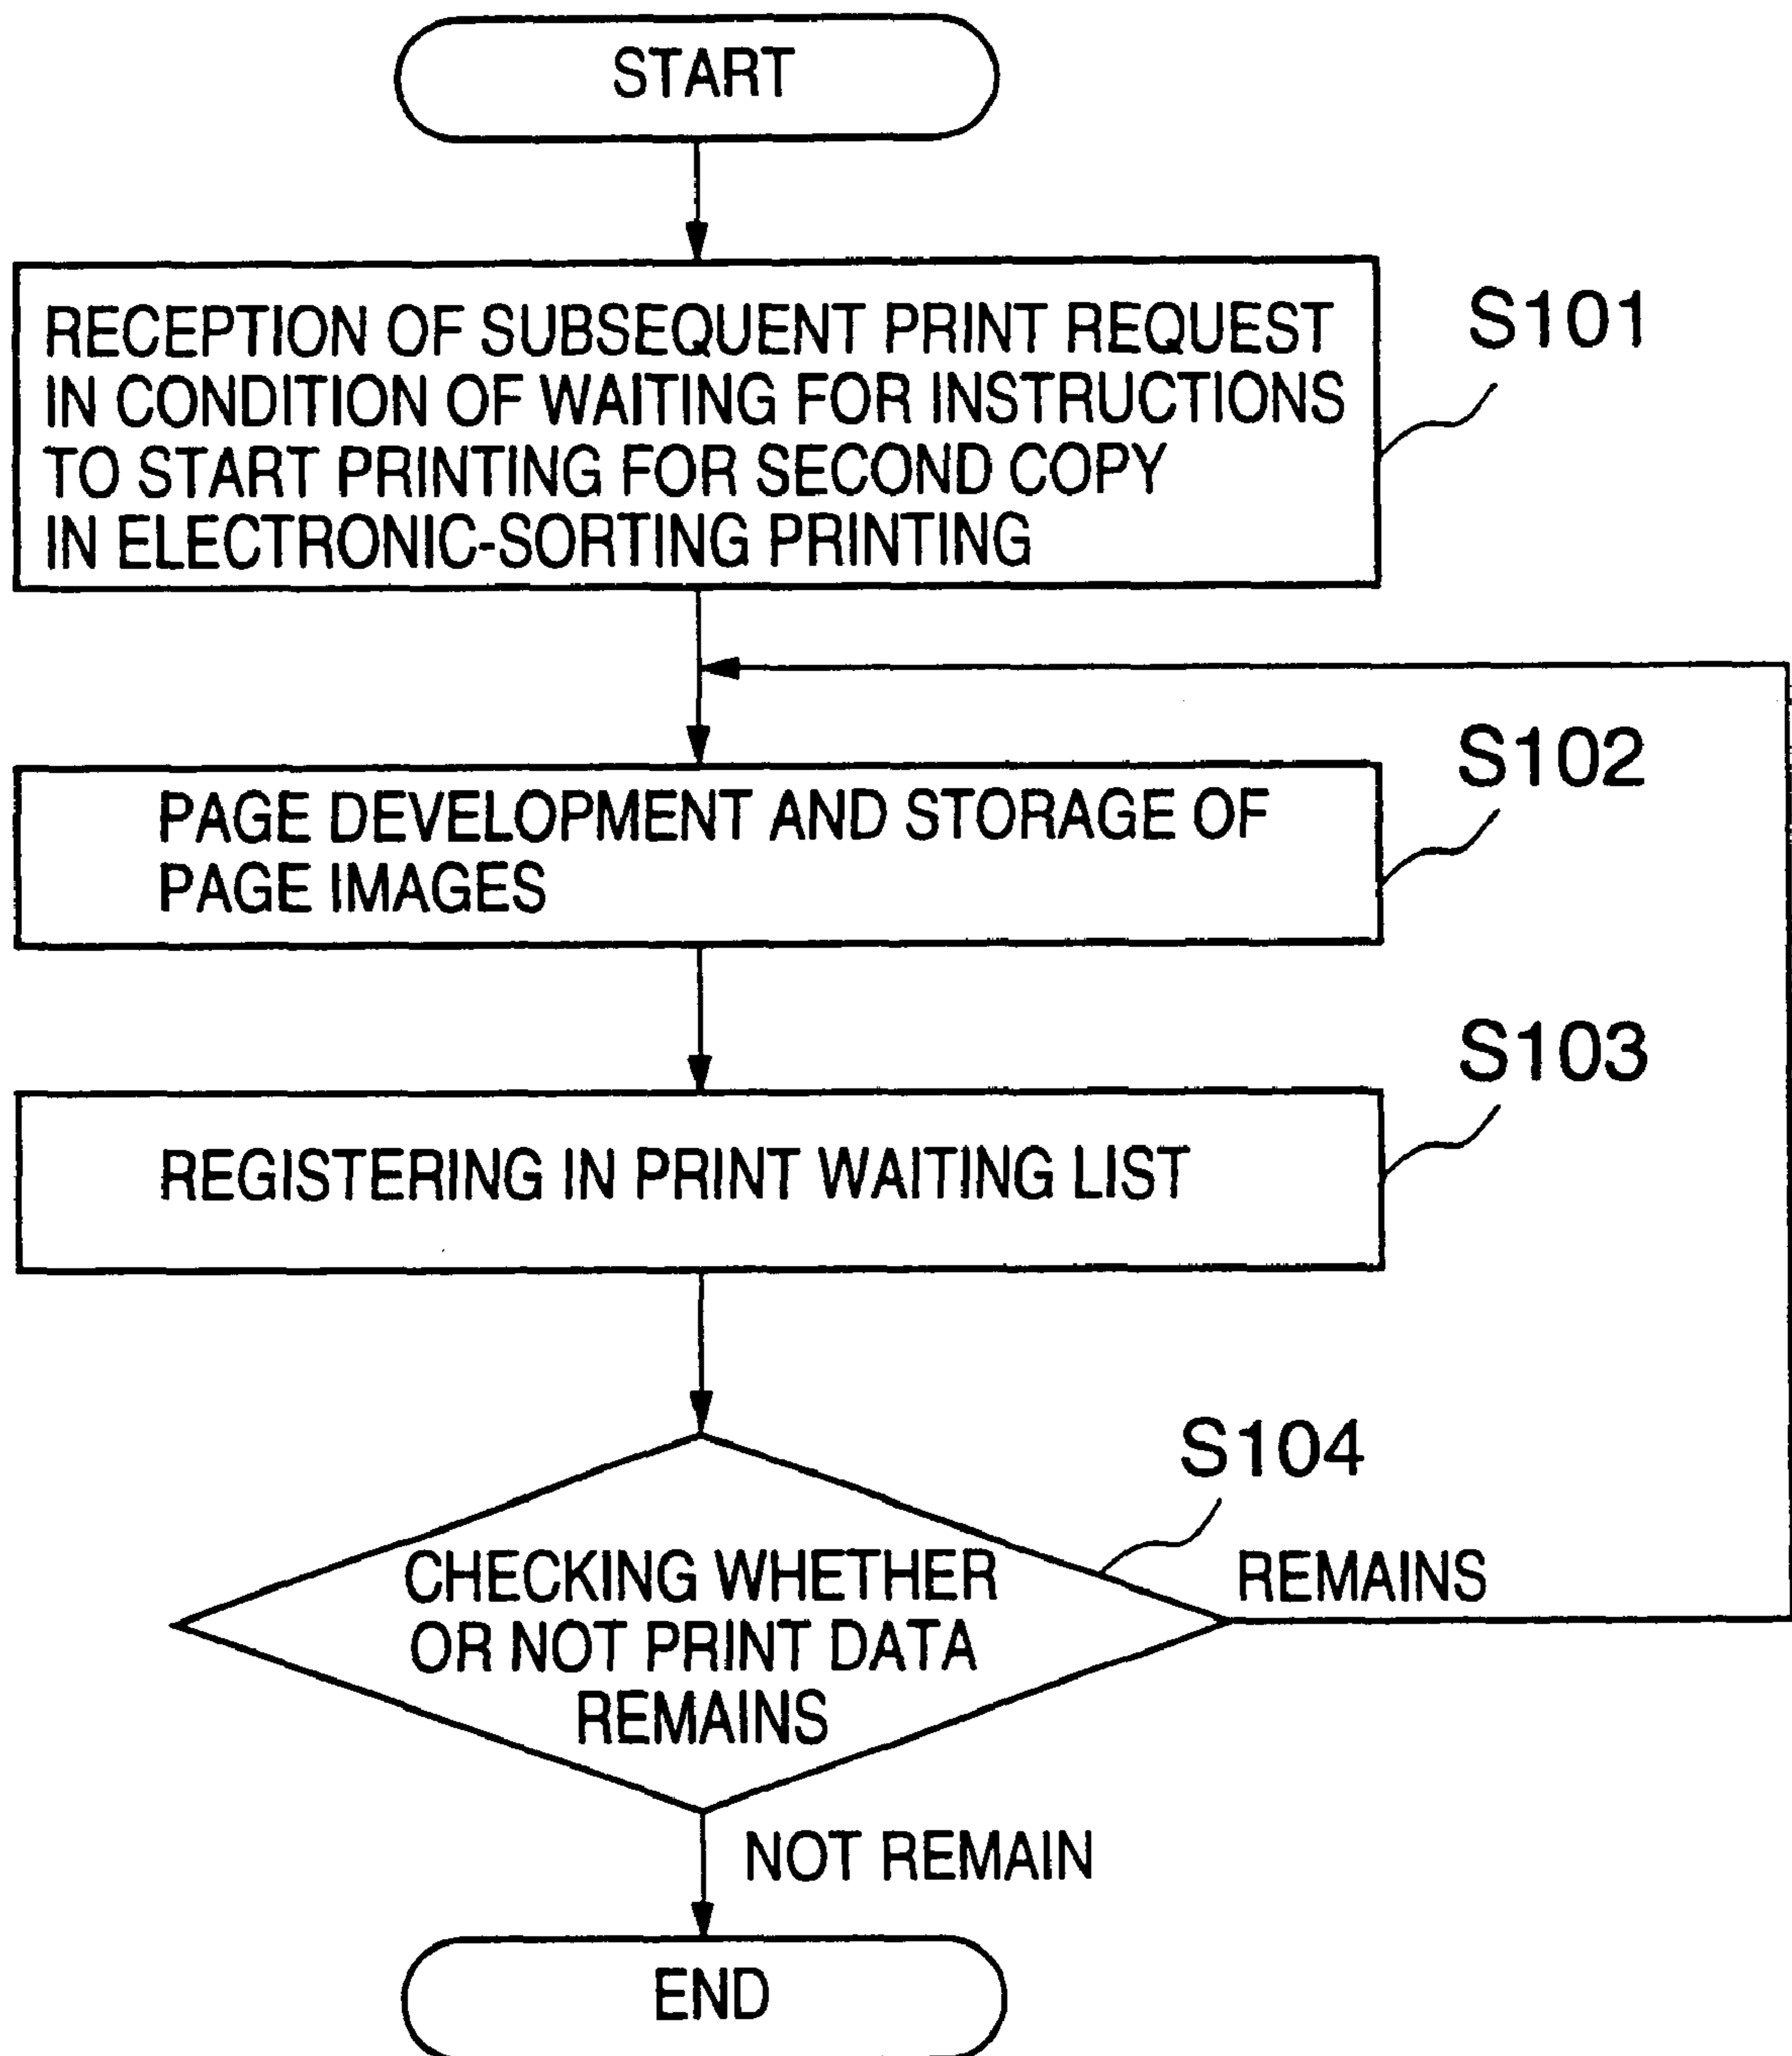 START
RECEPTION OF SUBSEQUENT PRINT REQUEST
IN CONDITION OF WAITING FOR INSTRUCTIONS
TO START PRINTING FOR SECOND COPY
IN ELECTRONIC-SORTING PRINTING
S101
PAGE DEVELOPMENT AND STORAGE OF
PAGE IMAGES
S102
REGISTERING IN PRINT WAITING LIST
S103
CHECKING WHETHER
OR NOT PRINT DATA
REMAINS
S104
REMAINS
NOT REMAIN
END